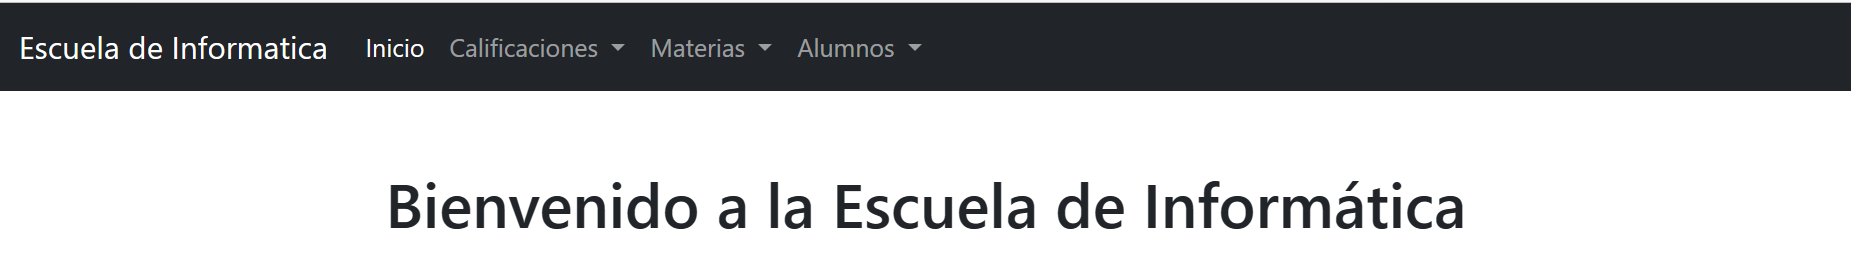 Escuela de Informatica Inicio Calificaciones Materias Alumnos
Bienvenido a la Escuela de Informática